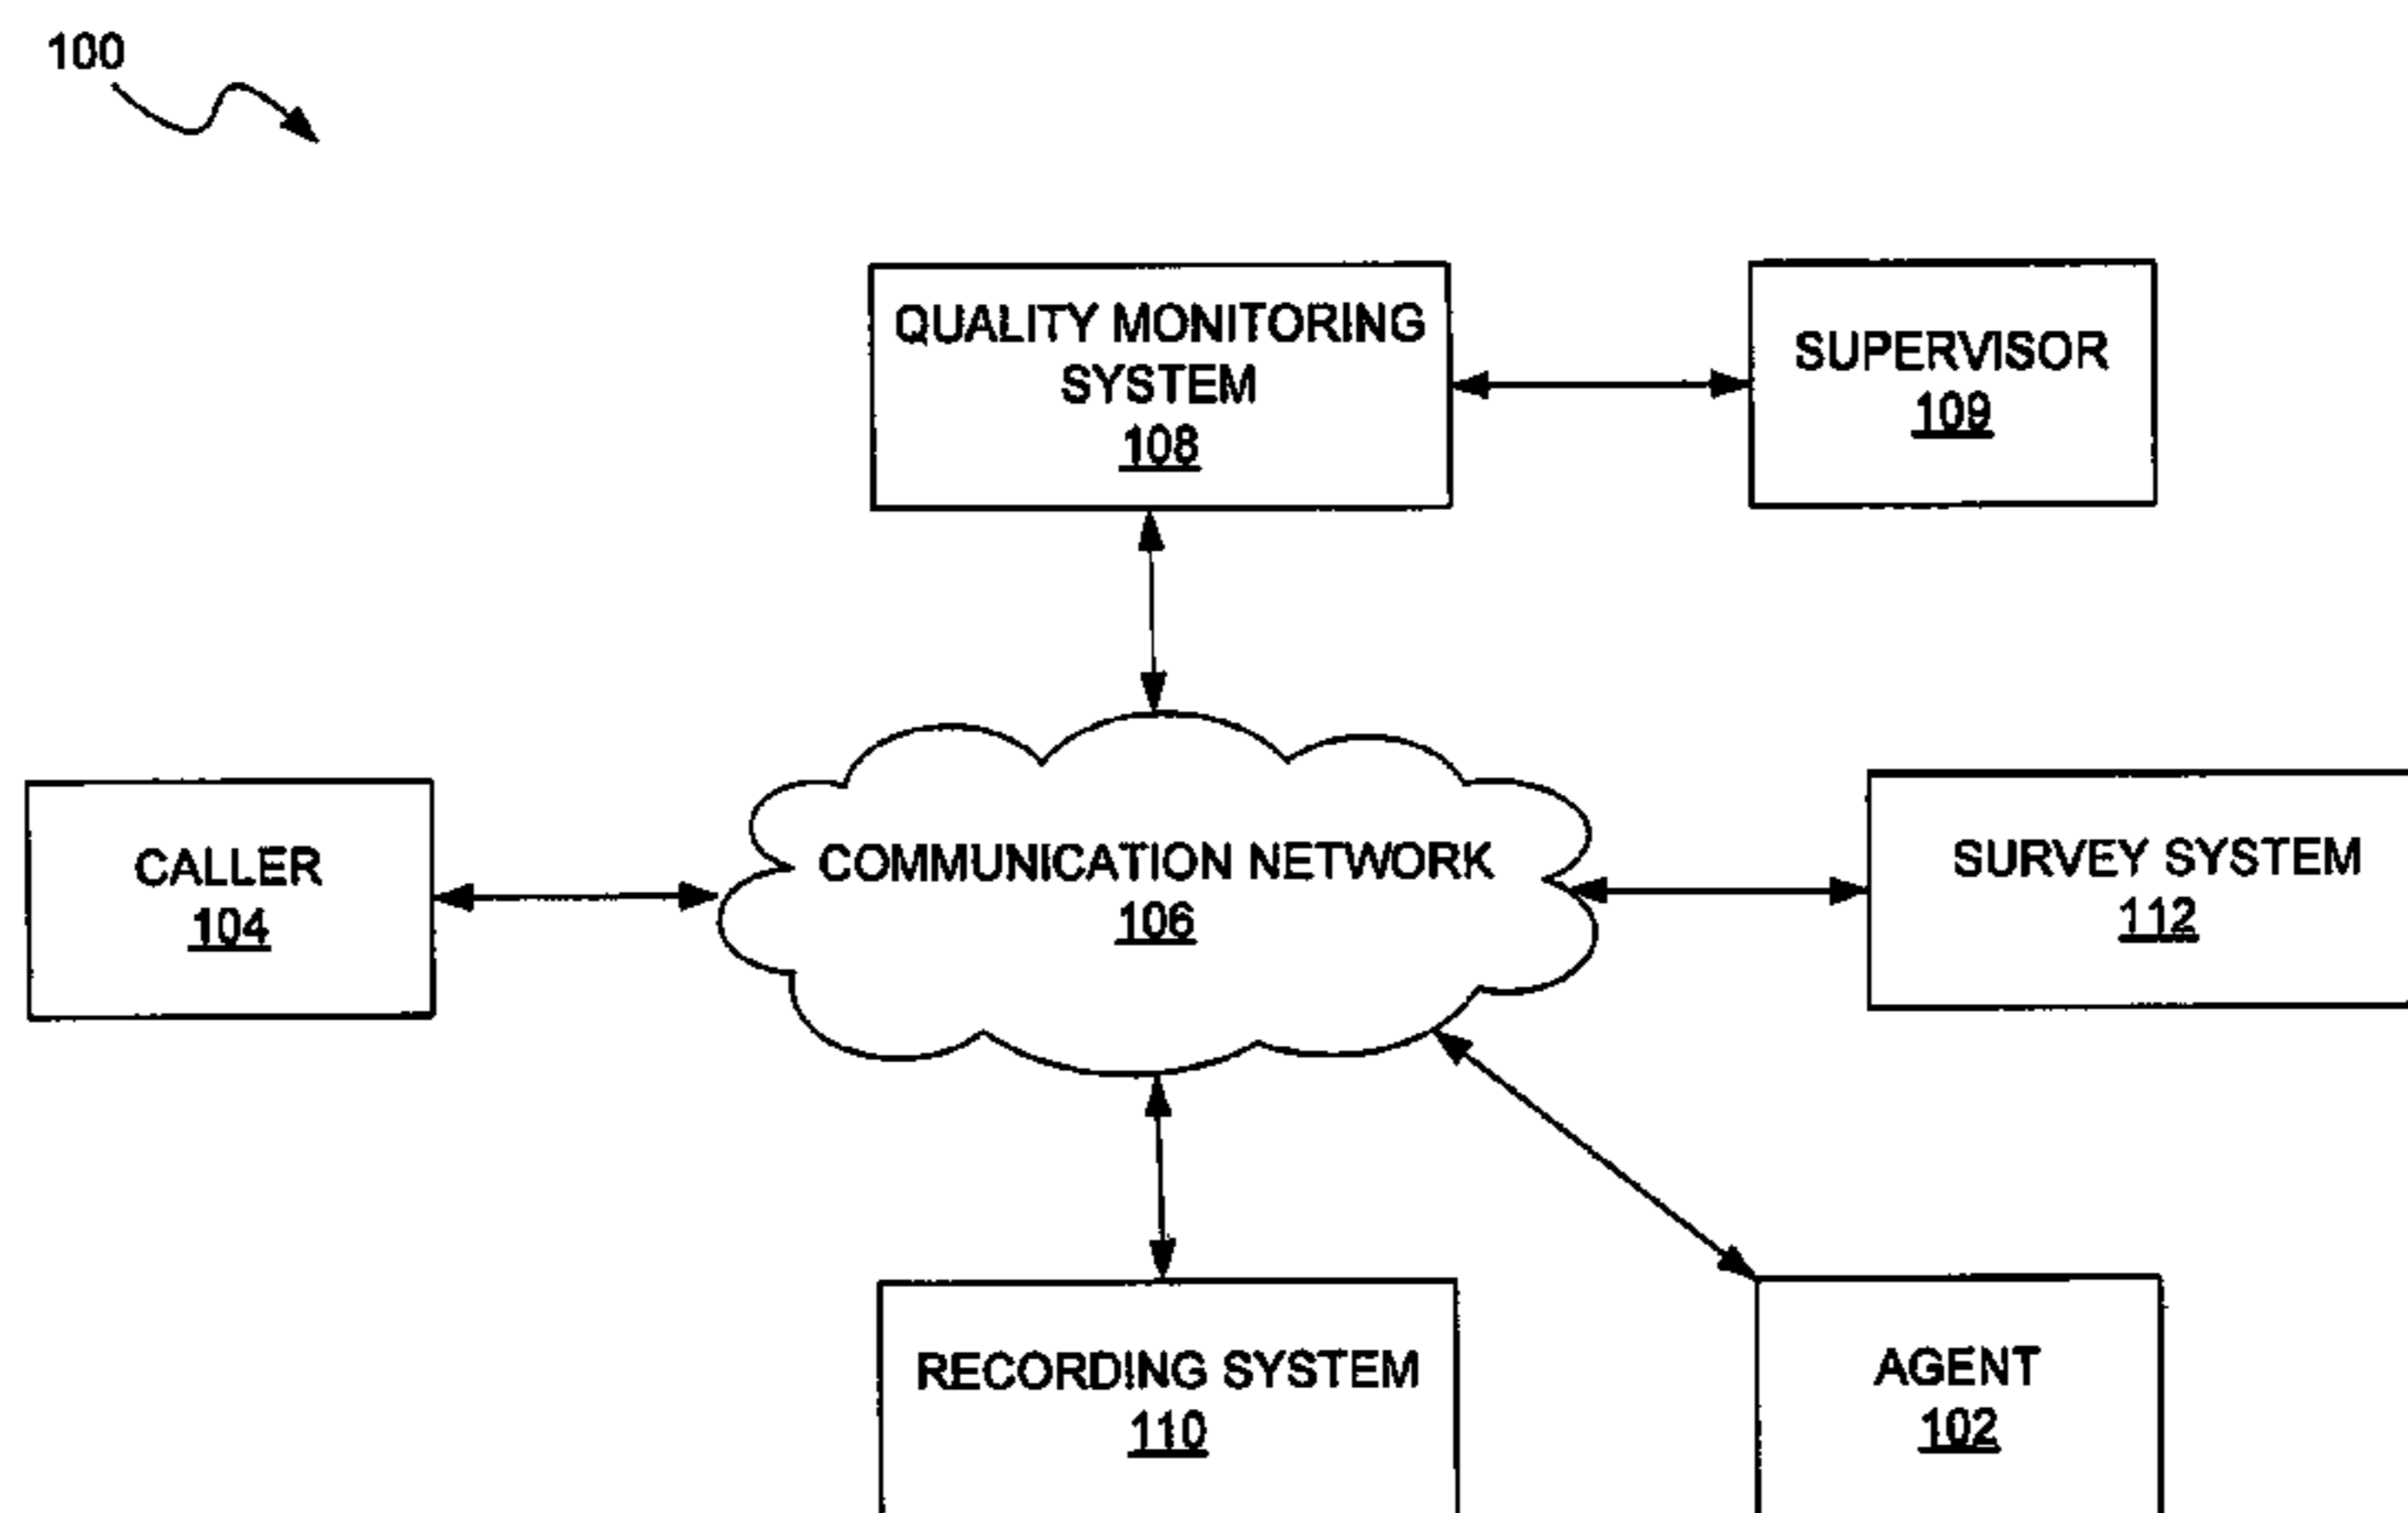 100
QUALITY MONITORING
SYSTEM
108
SUPERVISOR
109
CALLER
104
COMMUNICATION NETWORK
106
SURVEY SYSTEM
112
RECORDING SYSTEM
110
AGENT
102